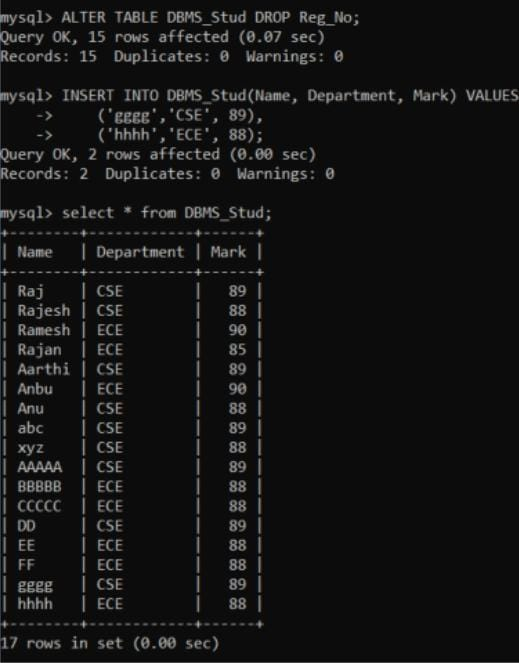 mysql> ALTER TABLE DBMS_Stud DROP Reg_No;
Query OK, 15 rows affected (0.07 sec)
Records: 15  Duplicates: 0  Warnings: 0

mysql> INSERT INTO DBMS_Stud(Name, Department, Mark) VALUES
    ->     ('gggg','CSE', 89),
    ->     ('hhhh','ECE', 88);
Query OK, 2 rows affected (0.00 sec)
Records: 2  Duplicates: 0  Warnings: 0

mysql> select * from DBMS_Stud;
+--------+------------+------+
| Name   | Department | Mark |
+--------+------------+------+
| Raj    | CSE        |   89 |
| Rajesh | CSE        |   88 |
| Ramesh | ECE        |   90 |
| Rajan  | ECE        |   85 |
| Aarthi | CSE        |   89 |
| Anbu   | ECE        |   90 |
| Anu    | CSE        |   88 |
| abc    | CSE        |   89 |
| xyz    | CSE        |   88 |
| AAAAA  | CSE        |   89 |
| BBBBB  | ECE        |   88 |
| CCCCC  | ECE        |   88 |
| DD     | CSE        |   89 |
| EE     | ECE        |   88 |
| FF     | ECE        |   88 |
| gggg   | CSE        |   89 |
| hhhh   | ECE        |   88 |
+--------+------------+------+
17 rows in set (0.00 sec)